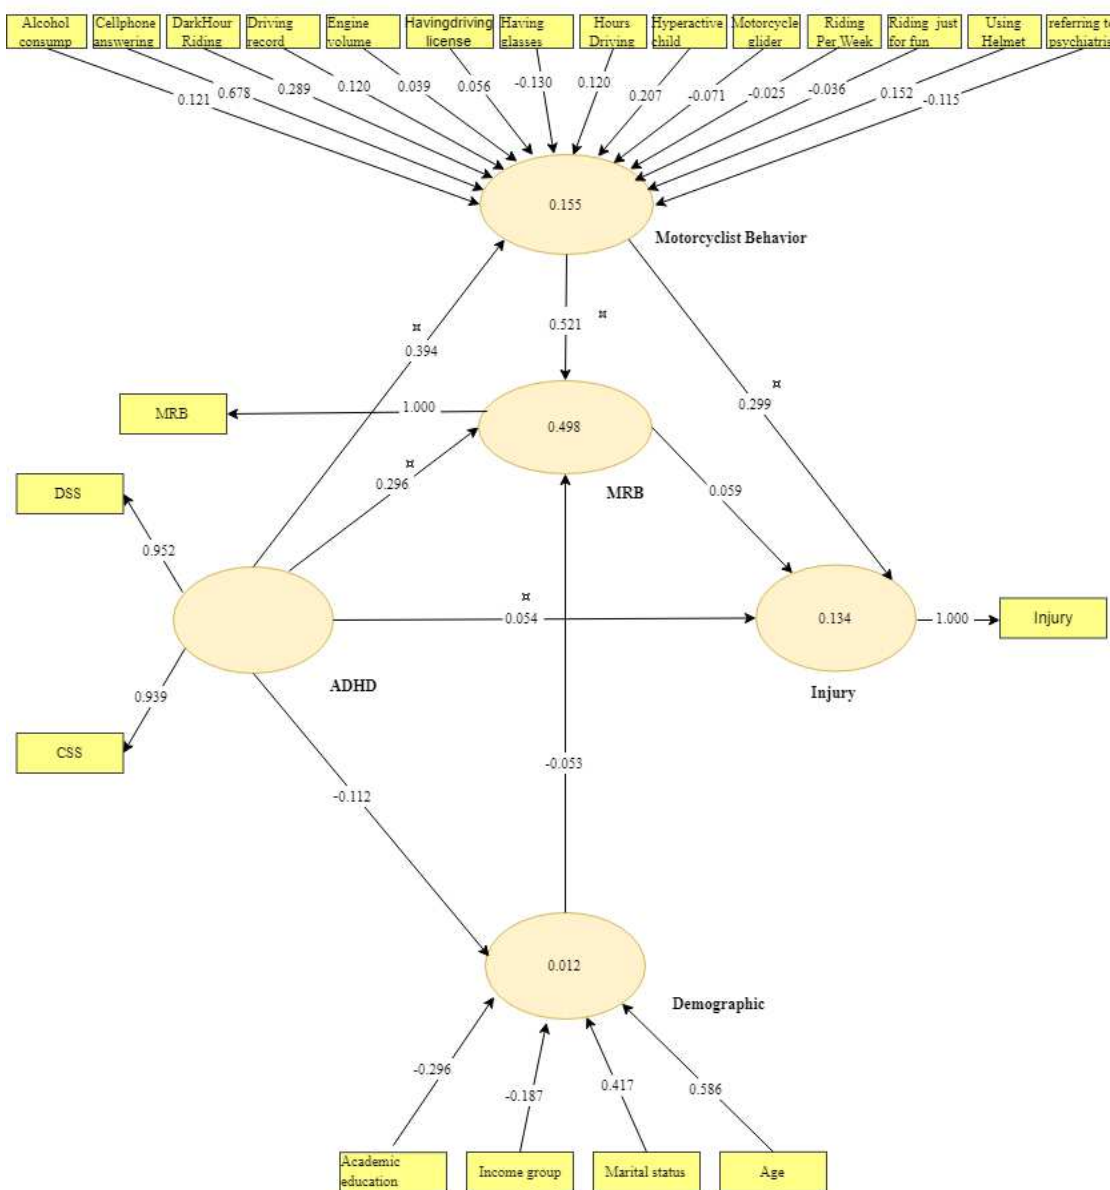 Alcohol
consump
Cellphone
answering
DarkHour
Riding
Driving
record
Engine
volume
Havingdriving
license
Having
glasses
Hours
Driving
Hyperactive
child
Motorcycle
glider
Riding
Per Week
Riding just
for fun
Using
Helmet
referring to
psychiatris
0.121
0.678
0.289
0.120
0.039
0.056
-0.130
0.120
0.207
-0.071
-0.025
-0.036
0.152
-0.115
0.155
Motorcyclist Behavior
¤
0.394
0.521 ¤
¤
0.299
MRB
1.000
0.498
MRB
¤
0.296
0.059
DSS
0.952
¤
0.054
0.134
1.000
Injury
ADHD
Injury
0.939
CSS
-0.112
-0.053
0.012
Demographic
-0.296
-0.187
0.417
0.586
Academic
education
Income group
Marital status
Age